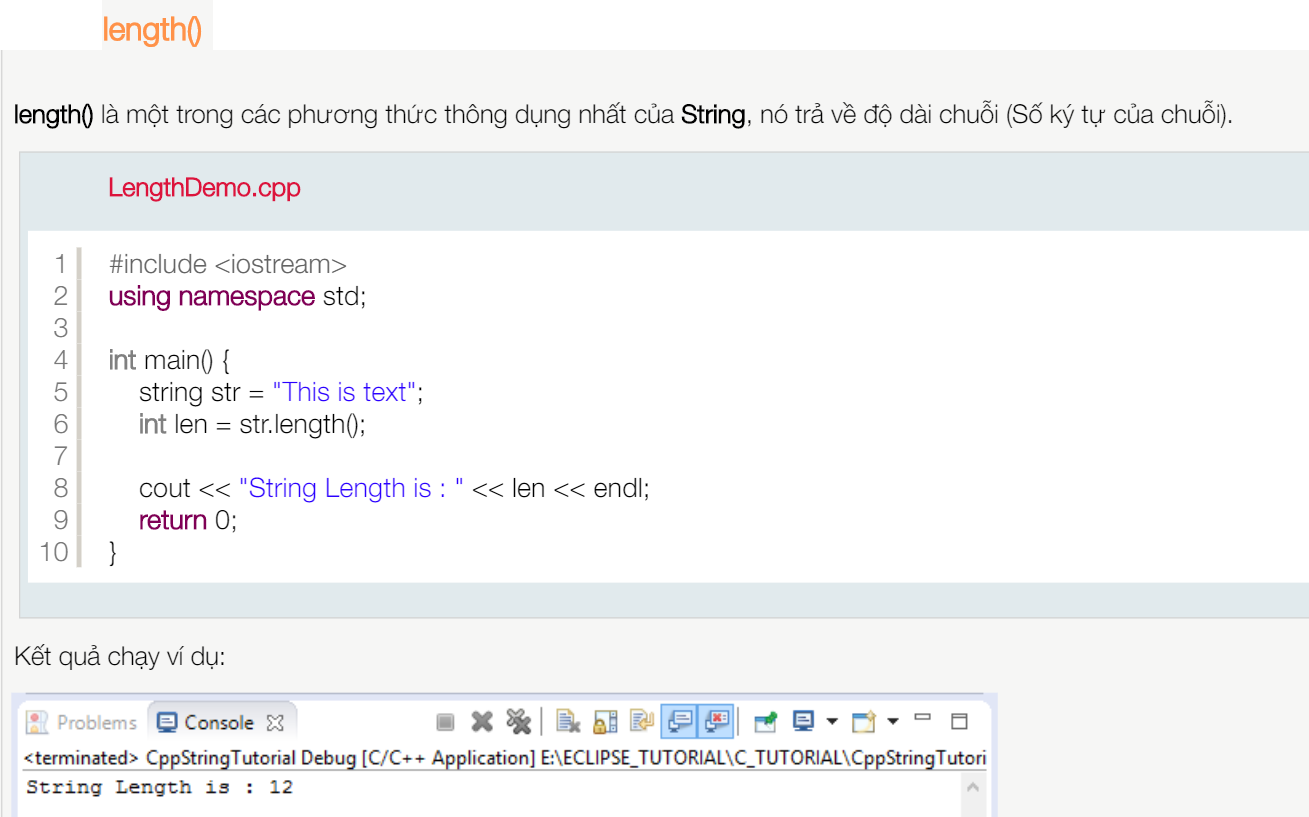 length()
length() là một trong các phương thức thông dụng nhất của String, nó trả về độ dài chuỗi (Số ký tự của chuỗi).
LengthDemo.cpp
1 #include <iostream>
2 using namespace std;
3
4 int main() {
5 string str = "This is text";
6 int len = str.length();
7
8 cout << "String Length is : " << len << endl;
9 return 0;
10 }
Kết quả chạy ví dụ:
Problems Console
<terminated> CppStringTutorial Debug [C/C++ Application] E:\ECLIPSE_TUTORIAL\C_TUTORIAL\CppStringTutori
String Length is : 12